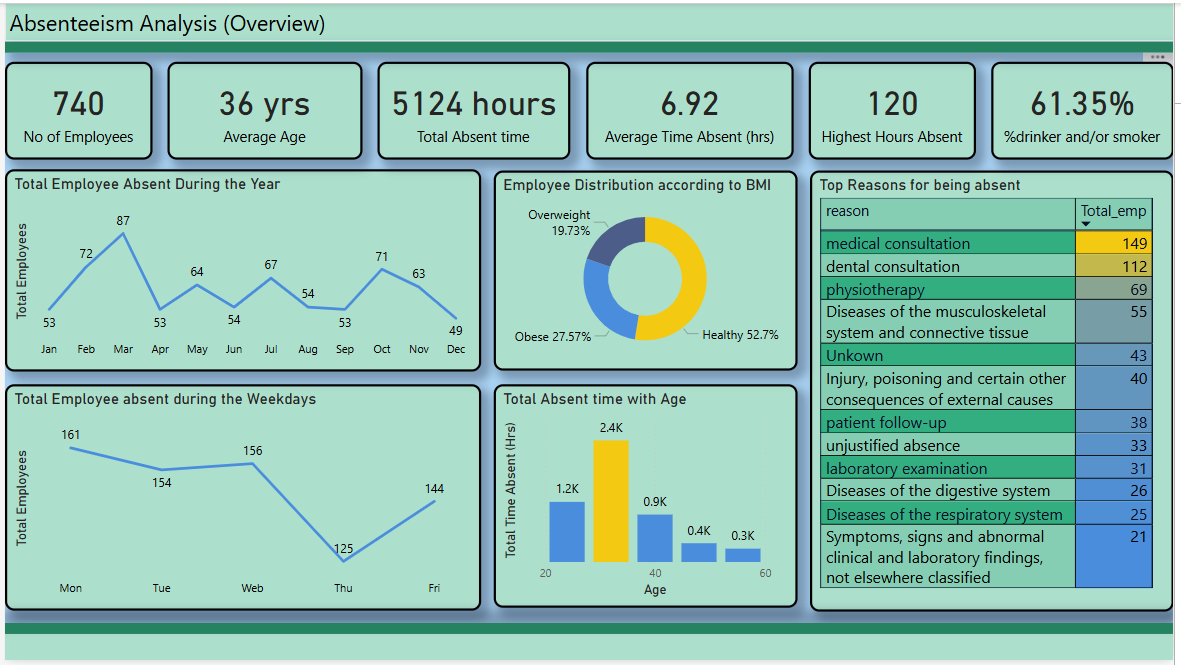 Absenteeism Analysis (Overview)
740
No of Employees
36 yrs
Average Age
5124 hours
Total Absent time
6.92
Average Time Absent (hrs)
120
Highest Hours Absent
61.35%
%drinker and/or smoker
Total Employee Absent During the Year
Total Employees
53
72
87
53
64
54
67
54
53
71
63
49
Jan
Feb
Mar
Apr
May
Jun
Jul
Aug
Sep
Oct
Nov
Dec
Employee Distribution according to BMI
Overweight
19.73%
Obese 27.57%
Healthy 52.7%
Top Reasons for being absent
reason Total_emp
medical consultation 149
dental consultation 112
physiotherapy 69
Diseases of the musculoskeletal 55
system and connective tissue
Unkown 43
Injury, poisoning and certain other 40
consequences of external causes
patient follow-up 38
unjustified absence 33
laboratory examination 31
Diseases of the digestive system 26
Diseases of the respiratory system 25
Symptoms, signs and abnormal 21
clinical and laboratory findings,
not elsewhere classified
Total Employee absent during the Weekdays
Total Employees
161
154
156
125
144
Mon
Tue
Web
Thu
Fri
Total Absent time with Age
Total Time Absent (Hrs)
1.2K
2.4K
0.9K
0.4K
0.3K
20
40
60
Age